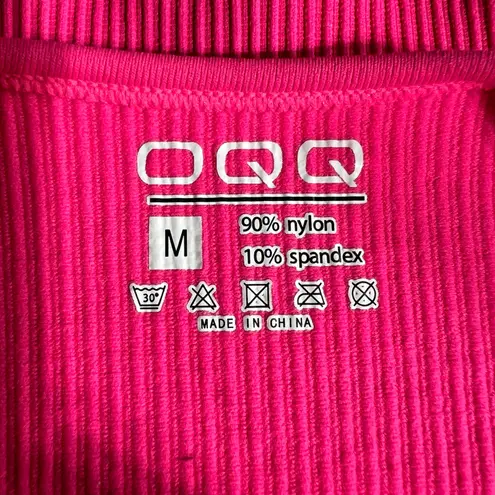 OQQ
M
90% nylon
10% spandex
30°
MADE IN CHINA